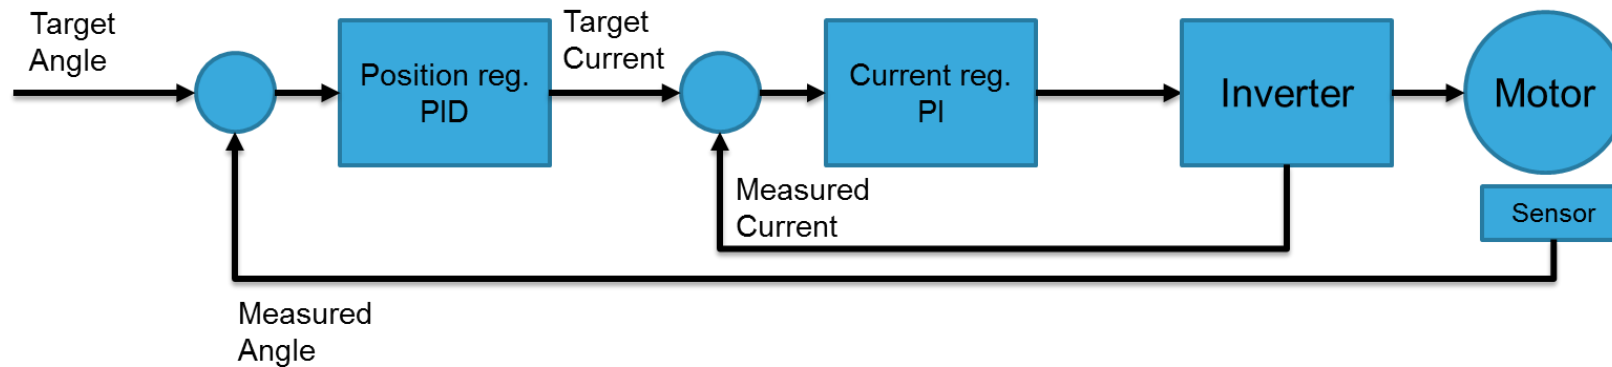 Target
Angle
Position reg.
PID
Target
Current
Current reg.
PI
Inverter
Motor
Measured
Current
Sensor
Measured
Angle